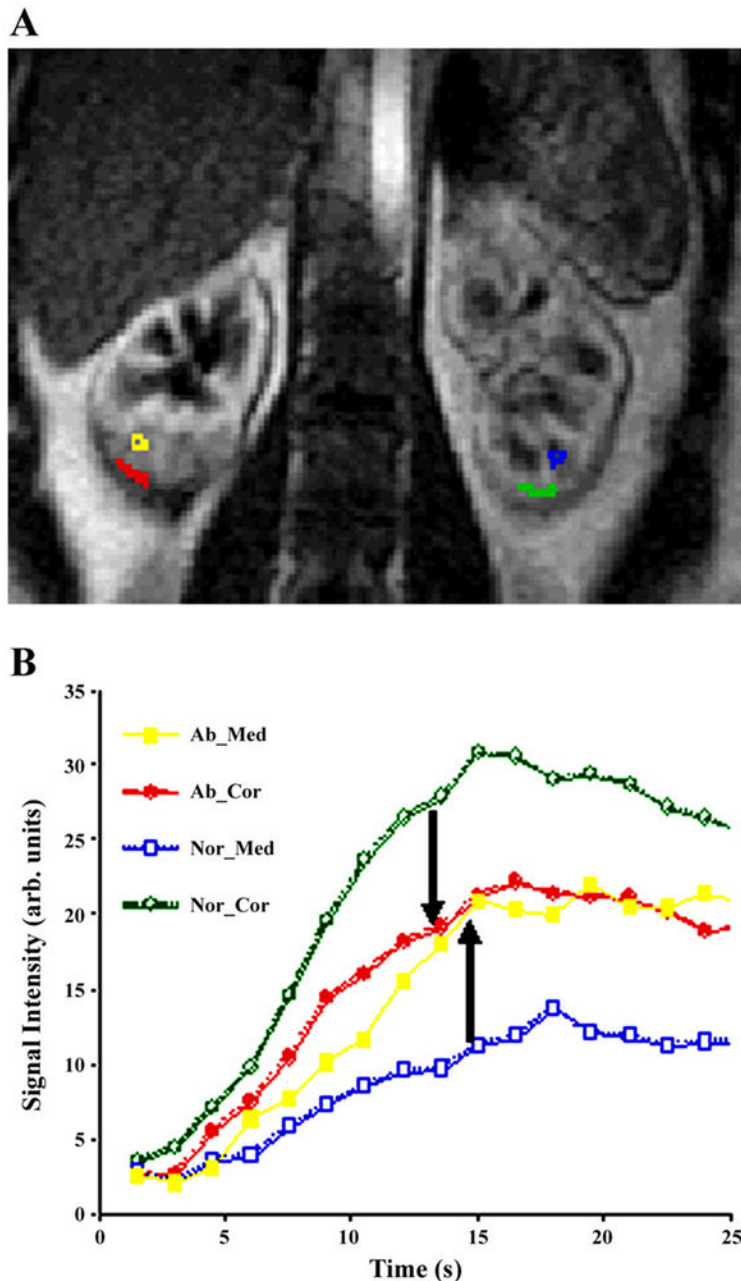 A
B
35
30
25
20
15
10
5
0
Signal Intensity (arb. units)
Ab_Med
Ab_Cor
Nor_Med
Nor_Cor
0 5 10 15 20 25
Time (s)